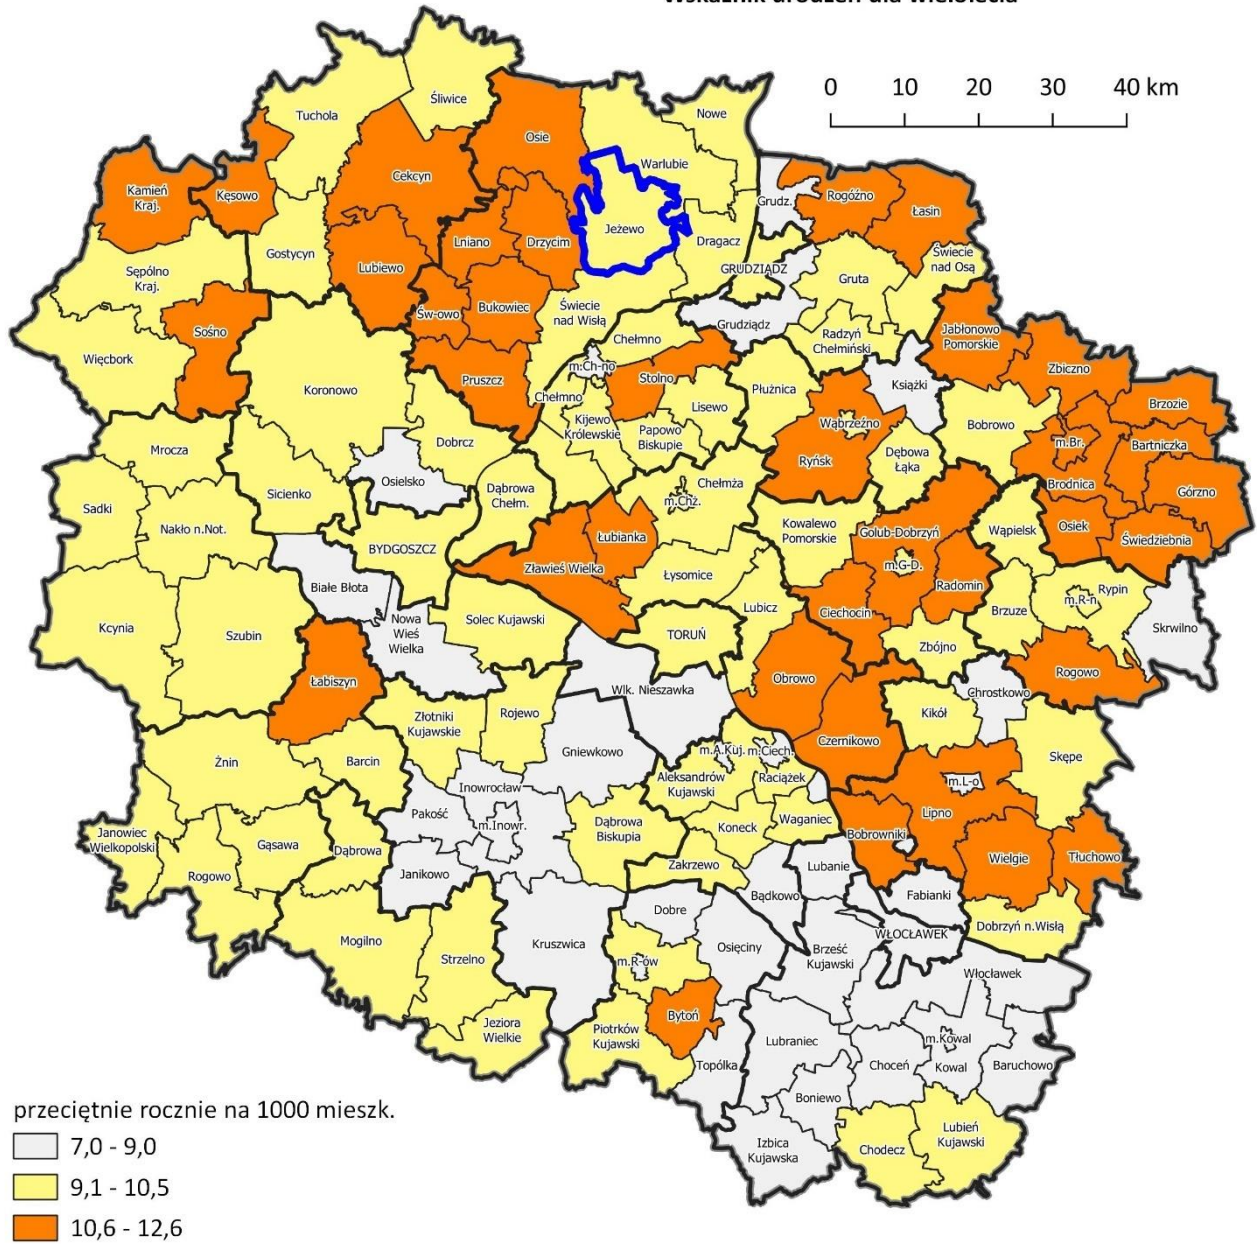 Wskaźnik urodzeń dla wielolecia
0 10 20 30 40 km
Śliwice
Tuchola
Nowe
Osie
Warlubie
Cekcyn
Kamień
Kraj.
Kęsowo
Grudz.
Rogóźno
Łasin
Jeżewo
Lniano
Drzycim
Dragacz
Gostycyn
Świecie
nad Osą
Sępólno
Kraj.
Lubiewo
GRUDZIĄDZ
Gruta
Św-owo
Bukowiec
Świecie
nad Wisłą
Grudziądz
Sośno
Radzyń
Chełmiński
Jabłonowo
Pomorskie
Chełmno
Więcbork
m.Ch-no
Zbiczno
Koronowo
Pruszcz
Stolno
Płużnica
Książki
Chełmno
Brzozie
Kijewo
Królewskie
Lisewo
Wąbrzeźno
Bobrowo
Papowo
Biskupie
m.Br.
Bartniczka
Mrocza
Dobrcz
Ryńsk
Dębowa
Łąka
Osielsko
Chełmża
Brodnica
Górzno
Sicienko
Dąbrowa
Chełm.
m.Chż.
Sadki
Nakło n.Not.
Kowalewo
Pomorskie
Golub-Dobrzyń
Wąpielsk
Osiek
Świedziebnia
BYDGOSZCZ
Łubianka
Zławieś Wielka
m.G-D.
Łysomice
Radomin
Białe Błota
Rypin
m.R-n
Lubicz
Ciechocin
Brzuze
Nowa
Wieś
Wielka
Solec Kujawski
Kcynia
Szubin
TORUŃ
Skrwilno
Zbójno
Łabiszyn
Obrowo
Rogowo
Wlk. Nieszawka
Chrostkowo
Złotniki
Kujawskie
Rojewo
Kikół
Czernikowo
Gniewkowo
m.A.Kuj.
m.Ciech.
Żnin
Barcin
Skępe
Aleksandrów
Kujawski
Raciążek
m.L-o
Inowrocław
Pakość
m.Inowr.
Dąbrowa
Biskupia
Koneck
Waganiec
Lipno
Janowiec
Wielkopolski
Gąsawa
Dąbrowa
Bobrowniki
Wielgie
Tłuchowo
Rogowo
Janikowo
Zakrzewo
Lubanie
Bądkowo
Fabianki
Dobre
Dobrzyń n.Wisłą
Mogilno
Kruszwica
Osięciny
Brześć
Kujawski
WŁOCŁAWEK
Strzelno
m.R-ów
Włocławek
Bytoń
Jeziora
Wielkie
Piotrków
Kujawski
Lubraniec
m.Kowal
Topólka
Choceń
Kowal
Baruchowo
Boniewo
Izbica
Kujawska
Chodecz
Lubień
Kujawski
przeciętnie rocznie na 1000 mieszk.
7,0 - 9,0
9,1 - 10,5
10,6 - 12,6